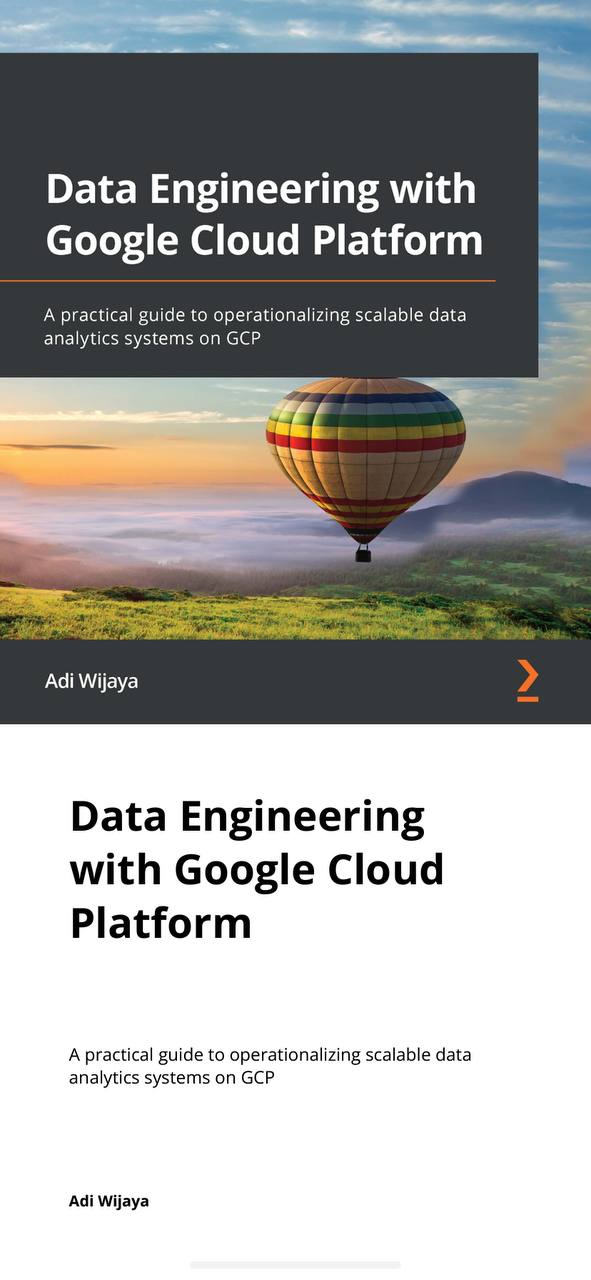 Data Engineering with
Google Cloud Platform
A practical guide to operationalizing scalable data
analytics systems on GCP
Adi Wijaya
Data Engineering
with Google Cloud
Platform
A practical guide to operationalizing scalable data
analytics systems on GCP
Adi Wijaya